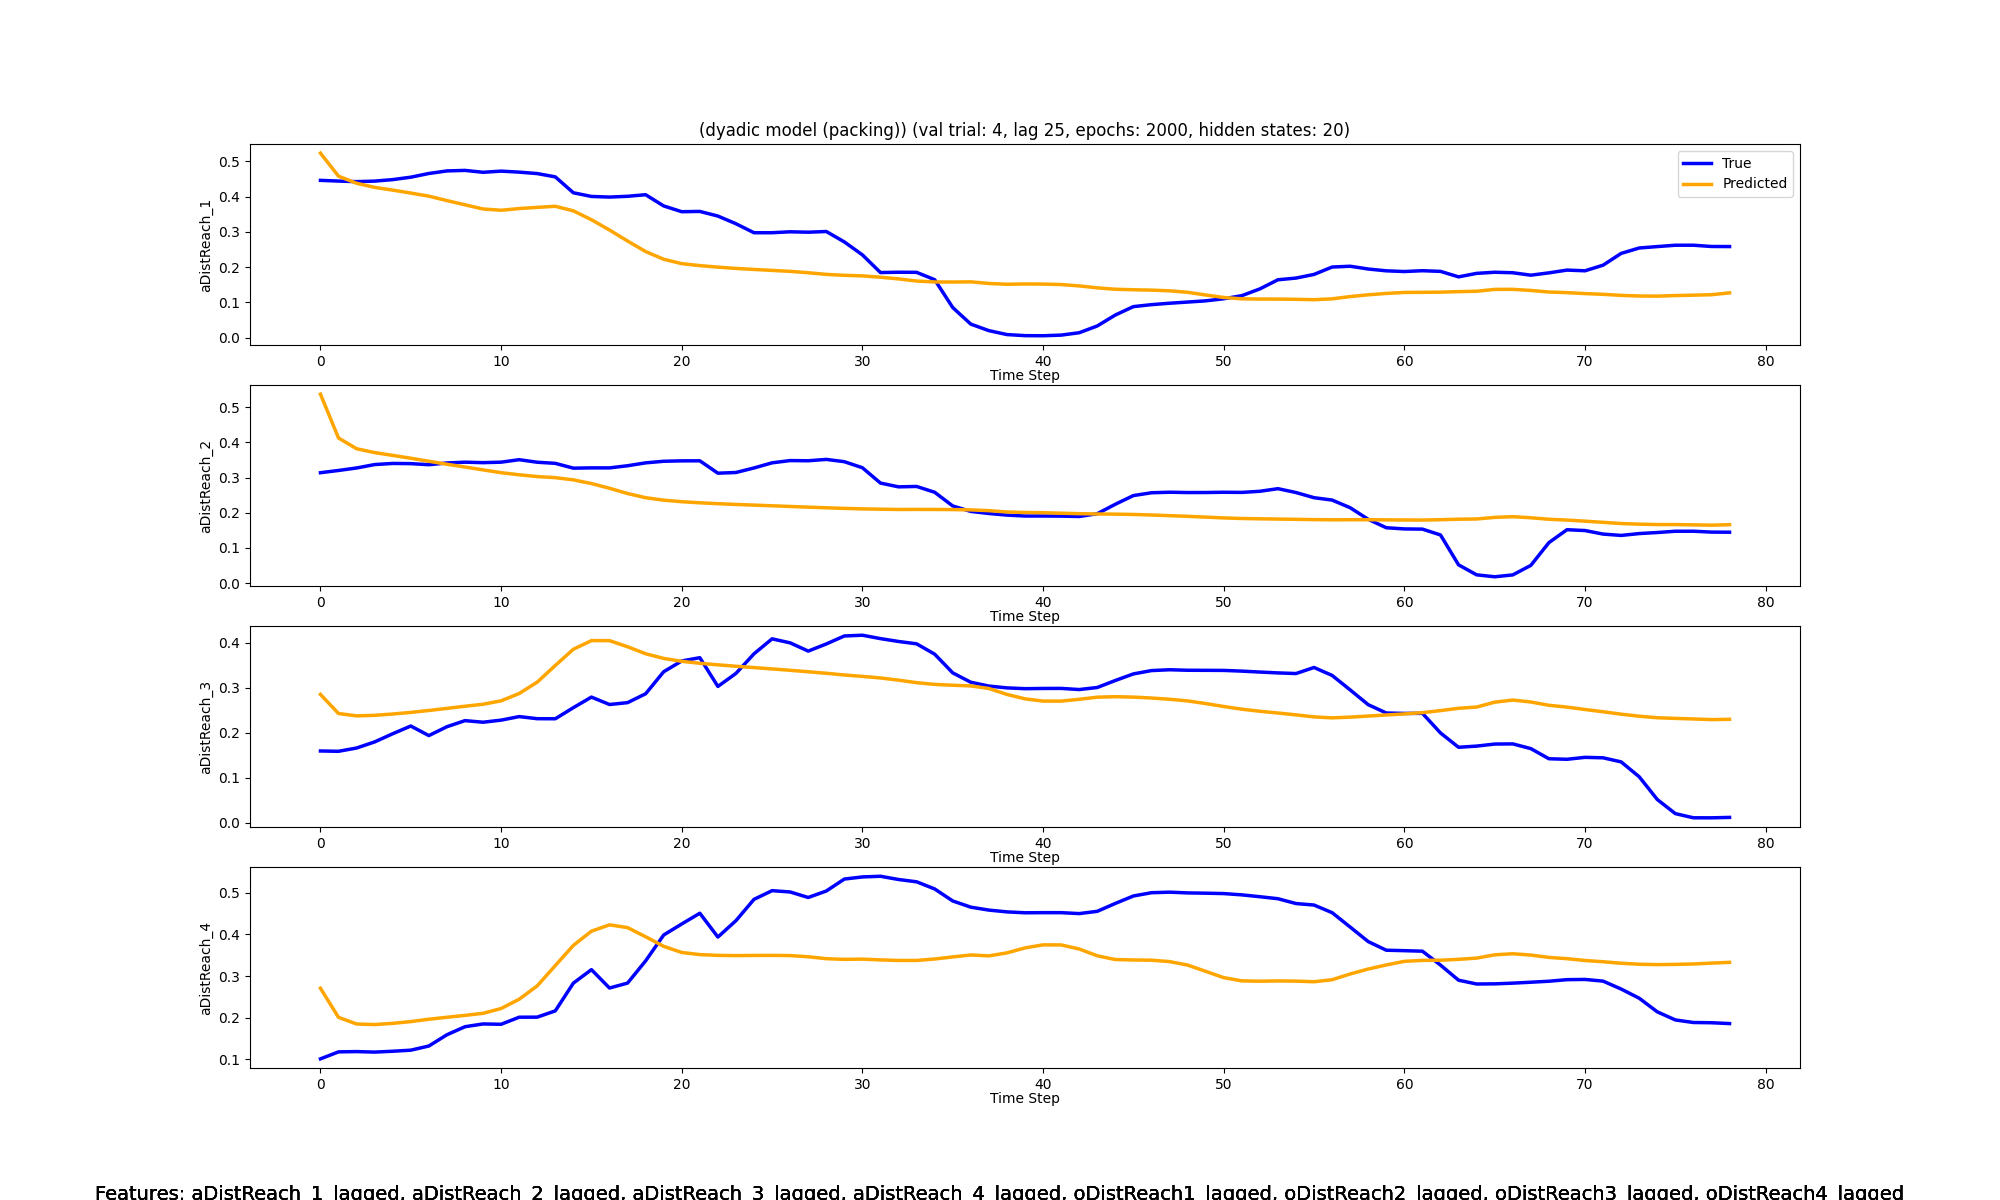 (dyadic model (packing)) (val trial: 4, lag 25, epochs: 2000, hidden states: 20)
True
Predicted
aDistReach_1
0.5
0.4
0.3
0.2
0.1
0.0
0 10 20 30 40 50 60 70 80
Time Step
aDistReach_2
0.5
0.4
0.3
0.2
0.1
0.0
0 10 20 30 40 50 60 70 80
Time Step
aDistReach_3
0.4
0.3
0.2
0.1
0.0
0 10 20 30 40 50 60 70 80
Time Step
aDistReach_4
0.5
0.4
0.3
0.2
0.1
0 10 20 30 40 50 60 70 80
Time Step
Features: aDistReach_1_lagged, aDistReach_2_lagged, aDistReach_3_lagged, aDistReach_4_lagged, oDistReach1_lagged, oDistReach2_lagged, oDistReach3_lagged, oDistReach4_lagged